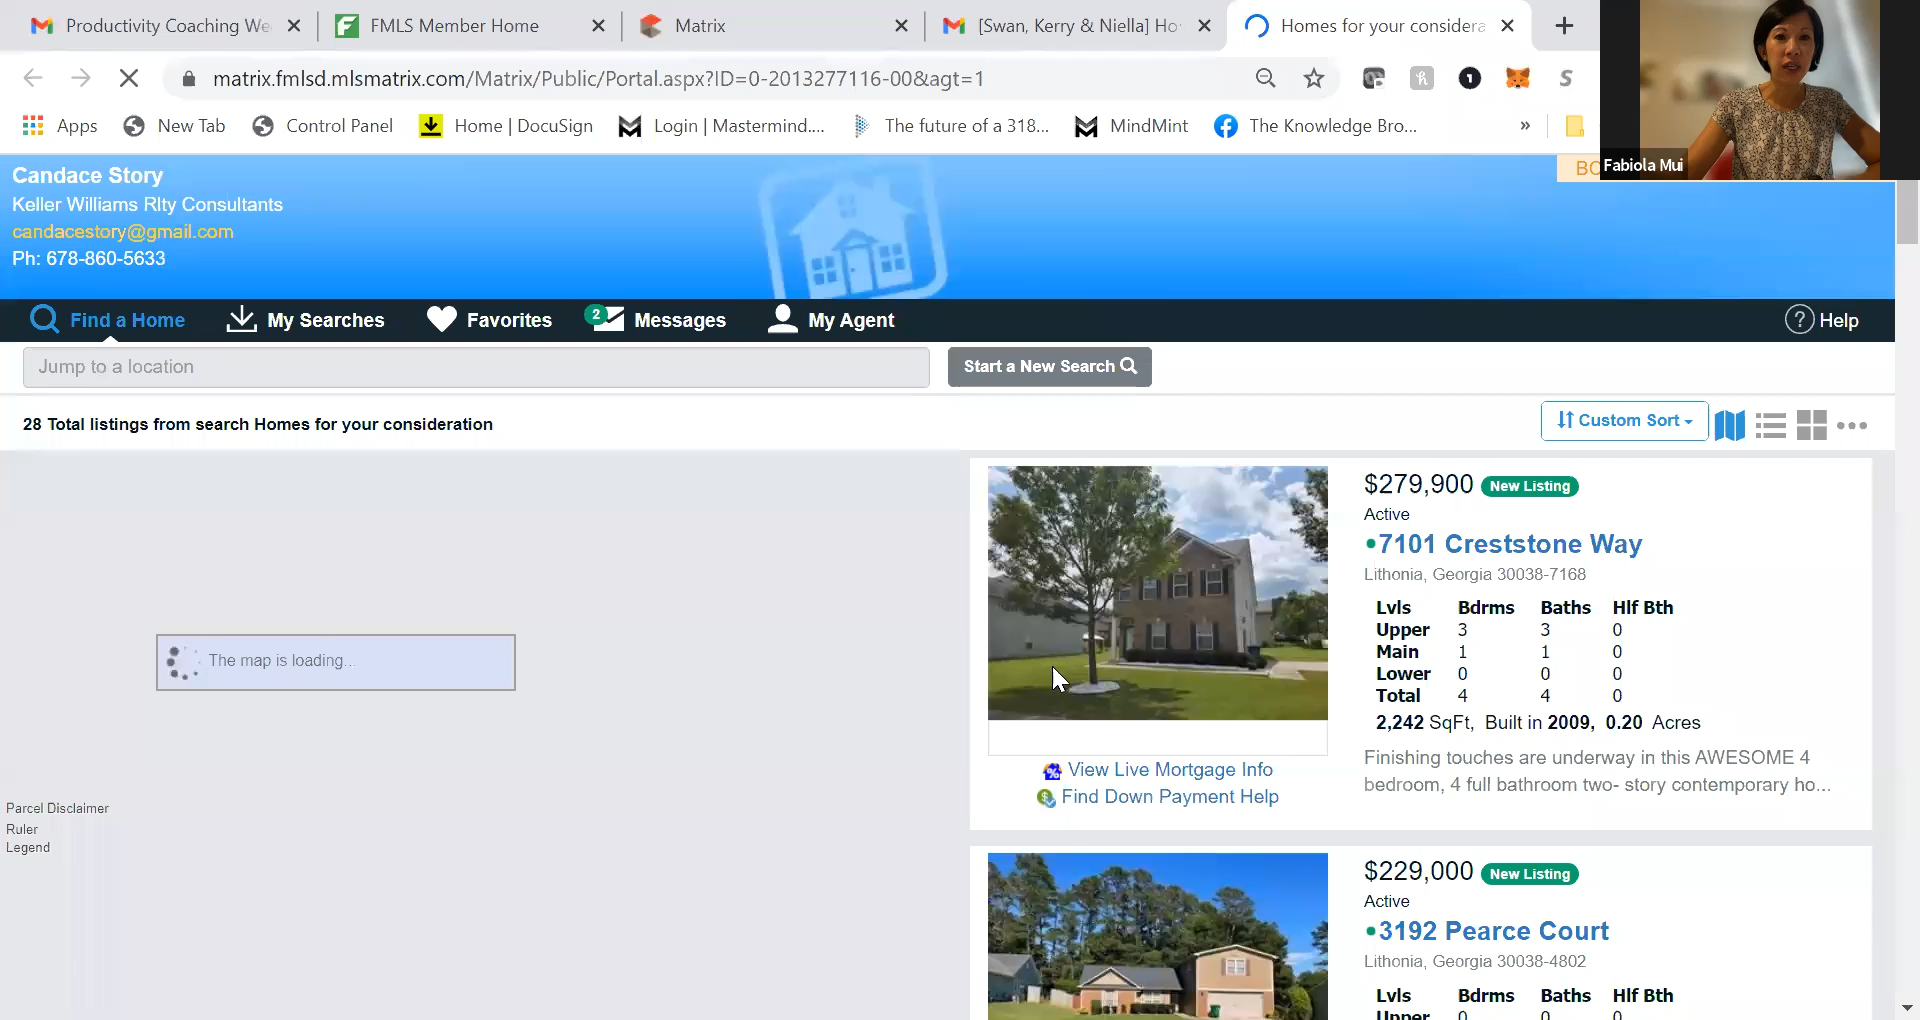 Productivity Coaching We
FMLS Member Home
Matrix
[Swan, Kerry & Niella] Ho
Homes for your considera
matrix.fmlsd.mlsmatrix.com/Matrix/Public/Portal.aspx?ID=0-2013277116-00&agt=1
Apps
New Tab
Control Panel
Home | DocuSign
Login | Mastermind....
The future of a 318...
MindMint
The Knowledge Bro...
»
Fabiola Mui
Candace Story
Keller Williams Rlty Consultants
candacestory@gmail.com
Ph: 678-860-5633
BO
Find a Home
My Searches
Favorites
2
Messages
My Agent
? Help
Jump to a location
Start a New Search
28 Total listings from search Homes for your consideration
Custom Sort
The map is loading...
Parcel Disclaimer
Ruler
Legend
$279,900 New Listing
Active
•7101 Creststone Way
Lithonia, Georgia 30038-7168
Lvls Bdrms Baths Hlf Bth
Upper 3 3 0
Main 1 1 0
Lower 0 0 0
Total 4 4 0
2,242 SqFt, Built in 2009, 0.20 Acres
Finishing touches are underway in this AWESOME 4
bedroom, 4 full bathroom two- story contemporary ho...
View Live Mortgage Info
Find Down Payment Help
$229,000 New Listing
Active
•3192 Pearce Court
Lithonia, Georgia 30038-4802
Lvls Bdrms Baths Hlf Bth
Upper 0 0 0